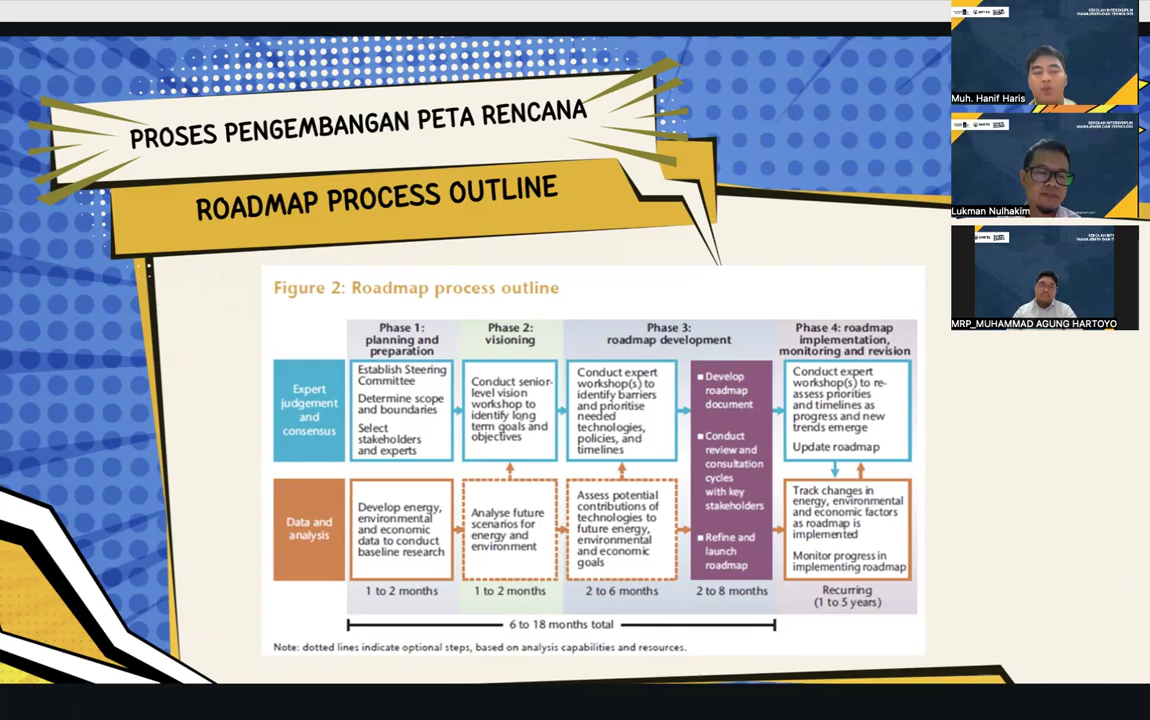 PROSES PENGEMBANGAN PETA RENCANA
ROADMAP PROCESS OUTLINE
Figure 2: Roadmap process outline
Phase 1:
planning and
preparation
Phase 2:
visioning
Phase 3:
roadmap development
Phase 4: roadmap
implementation,
monitoring and revision
Expert
judgement
and
consensus
Establish Steering
Committee
Determine scope
and boundaries
Select
stakeholders
and experts
Conduct senior-
level vision
workshop to
identify long
term goals and
objectives
Conduct expert
workshop(s) to
identify barriers
and prioritise
needed
technologies,
policies, and
timelines
■ Develop
roadmap
document
■ Conduct
review and
consultation
cycles
with key
stakeholders
■ Refine and
launch
roadmap
Conduct expert
workshop(s) to re-
assess priorities
and timelines as
progress and new
trends emerge
Update roadmap
Data and
analysis
Develop energy,
environmental
and economic
data to conduct
baseline research
Analyse future
scenarios for
energy and
environment
Assess potential
contributions of
technologies to
future energy,
environmental
and economic
goals
Track changes in
energy, environmental
and economic factors
as roadmap is
implemented
Monitor progress in
implementing roadmap
1 to 2 months
1 to 2 months
2 to 6 months
2 to 8 months
Recurring
(1 to 5 years)
6 to 18 months total
Note: dotted lines indicate optional steps, based on analysis capabilities and resources.
SEKOLAH INTERDISIPLIN
MANAJEMEN DAN TEKNOLOGI
Muh. Hanif Haris
SEKOLAH INTERDISIPLIN
MANAJEMEN DAN TEKNOLOGI
Lukman Nulhakim
MRP_MUHAMMAD AGUNG HARTOYO